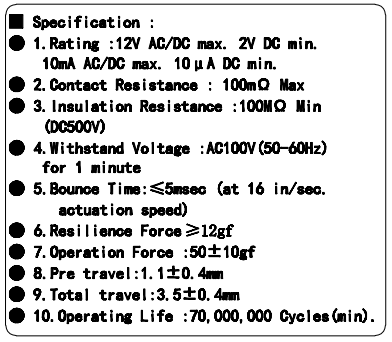 ■ Specification :
● 1. Rating :12V AC/DC max. 2V DC min.
10mA AC/DC max. 10μA DC min.
● 2. Contact Resistance : 100mΩ Max
● 3. Insulation Resistance :100MΩ Min
(DC500V)
● 4. Withstand Voltage :AC100V(50-60Hz)
for 1 minute
● 5. Bounce Time:≤5msec (at 16 in/sec.
actuation speed)
● 6. Resilience Force≥12gf
● 7. Operation Force :50±10gf
● 8. Pre travel:1.1±0.4mm
● 9. Total travel:3.5±0.4mm
● 10. Operating Life :70,000,000 Cycles(min).